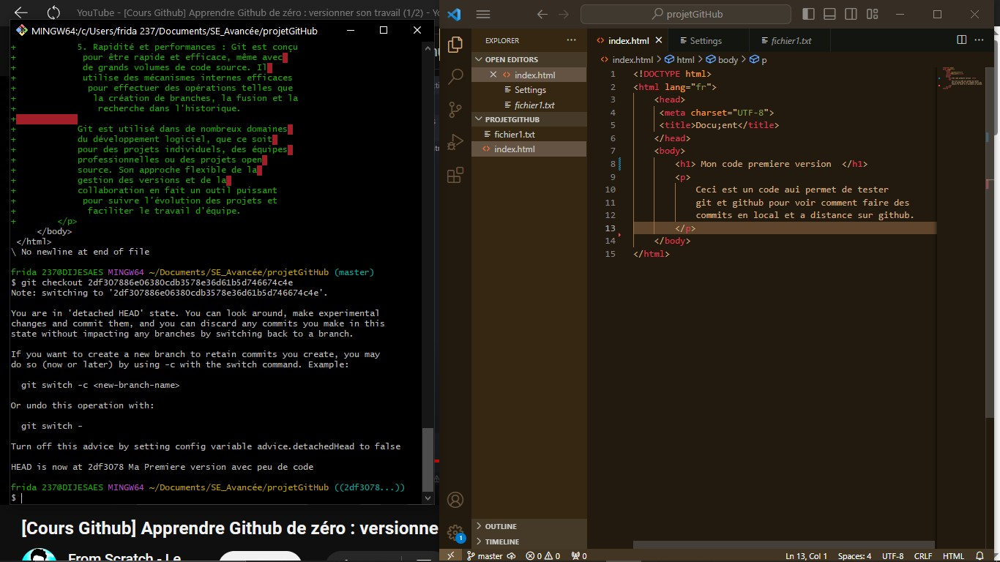 YouTube - [Cours Github] Apprendre Github de zéro : versionner son travail (1/2) - Yo
MINGW64:/c/Users/frida 237/Documents/SE_Avancée/projetGitHub
+            5. Rapidité et performances : Git est conçu
+             pour être rapide et efficace, même avec
+             de grands volumes de code source. Il
+             utilise des mécanismes internes efficaces
+              pour effectuer des opérations telles que
+               la création de branches, la fusion et la
+                recherche dans l'historique.
+
+            Git est utilisé dans de nombreux domaines
+            du développement logiciel, que ce soit
+            pour des projets individuels, des équipes
+            professionnelles ou des projets open
+            source. Son approche flexible de la
+            gestion des versions et de la
+            collaboration en fait un outil puissant
+             pour suivre l'évolution des projets et
+              faciliter le travail d'équipe.
+        </p>
</body>
</html>
\ No newline at end of file
frida 237@DIJESAES MINGW64 ~/Documents/SE_Avancée/projetGitHub (master)
$ git checkout 2df307886e06380cdb3578e36d61b5d746674c4e
Note: switching to '2df307886e06380cdb3578e36d61b5d746674c4e'.
You are in 'detached HEAD' state. You can look around, make experimental
changes and commit them, and you can discard any commits you make in this
state without impacting any branches by switching back to a branch.
If you want to create a new branch to retain commits you create, you may
do so (now or later) by using -c with the switch command. Example:
git switch -c <new-branch-name>
Or undo this operation with:
git switch -
Turn off this advice by setting config variable advice.detachedHead to false
HEAD is now at 2df3078 Ma Premiere version avec peu de code
frida 237@DIJESAES MINGW64 ~/Documents/SE_Avancée/projetGitHub ((2df3078...))
$
[Cours Github] Apprendre Github de zéro : versionne
From Scratch - Le
projetGitHub
EXPLORER
OPEN EDITORS
index.html
Settings
fichier1.txt
PROJETGITHUB
fichier1.txt
index.html
OUTLINE
TIMELINE
index.html Settings fichier1.txt
index.html > html > body > p
1 <!DOCTYPE html>
2 <html lang="fr">
3 <head>
4 <meta charset="UTF-8">
5 <title>Docu;ent</title>
6 </head>
7 <body>
8 <h1> Mon code premiere version  </h1>
9 <p>
10 Ceci est un code aui permet de tester
11 git et github pour voir comment faire des
12 commits en local et a distance sur github.
13 </p>
14 </body>
15 </html>
1
master 0 0 0 Ln 13, Col 1 Spaces: 4 UTF-8 CRLF HTML